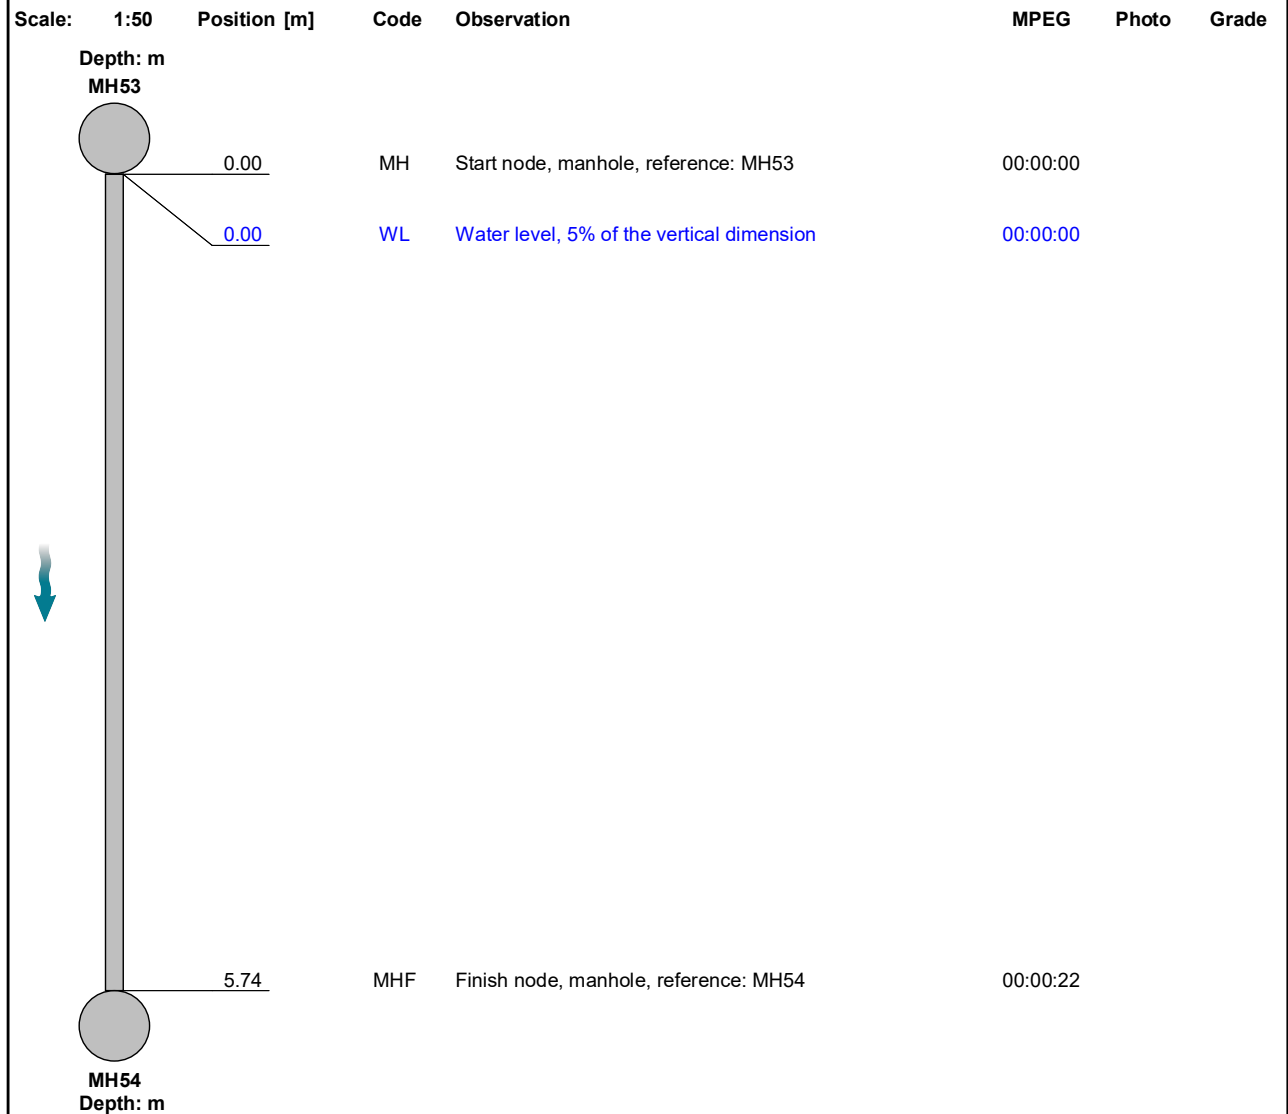 Scale: 1:50 Position [m] Code Observation MPEG Photo Grade
Depth: m
MH53
0.00 MH Start node, manhole, reference: MH53 00:00:00
0.00 WL Water level, 5% of the vertical dimension 00:00:00
5.74 MHF Finish node, manhole, reference: MH54 00:00:22
MH54
Depth: m